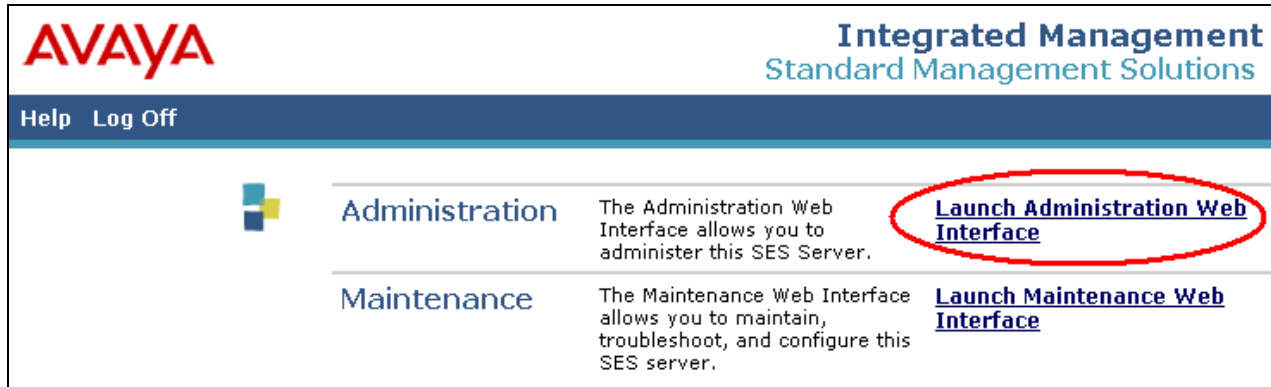 AVAYA
Integrated Management
Standard Management Solutions
Help Log Off
Administration
The Administration Web
Interface allows you to
administer this SES Server.
Launch Administration Web
Interface
Maintenance
The Maintenance Web Interface
allows you to maintain,
troubleshoot, and configure this
SES server.
Launch Maintenance Web
Interface